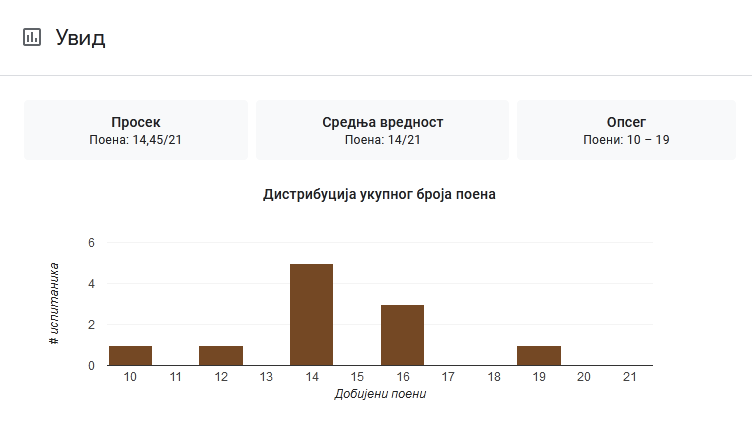 Увид
Просек
Поена: 14,45/21
Средња вредност
Поена: 14/21
Опсег
Поени: 10 – 19
Дистрибуција укупног броја поена
# испитаника
6
4
2
0
10 11 12 13 14 15 16 17 18 19 20 21
Добијени поени